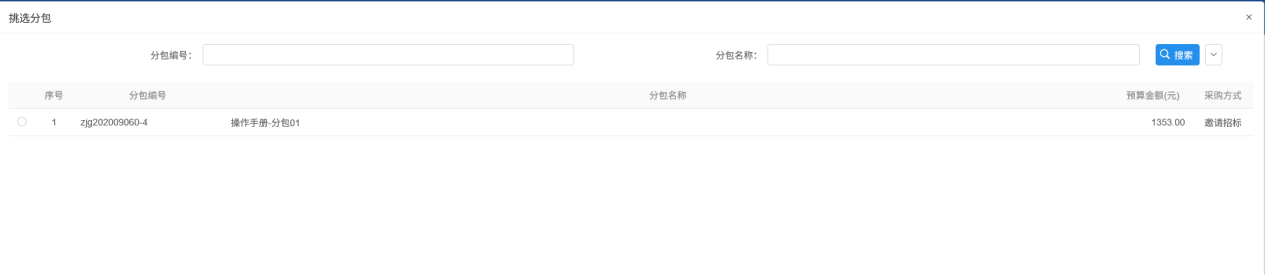 挑选分包 ×
分包编号： 分包名称： 搜索
序号 分包编号 分包名称 预算金额(元) 采购方式
1 zjg202009060-4 操作手册-分包01 1353.00 邀请招标